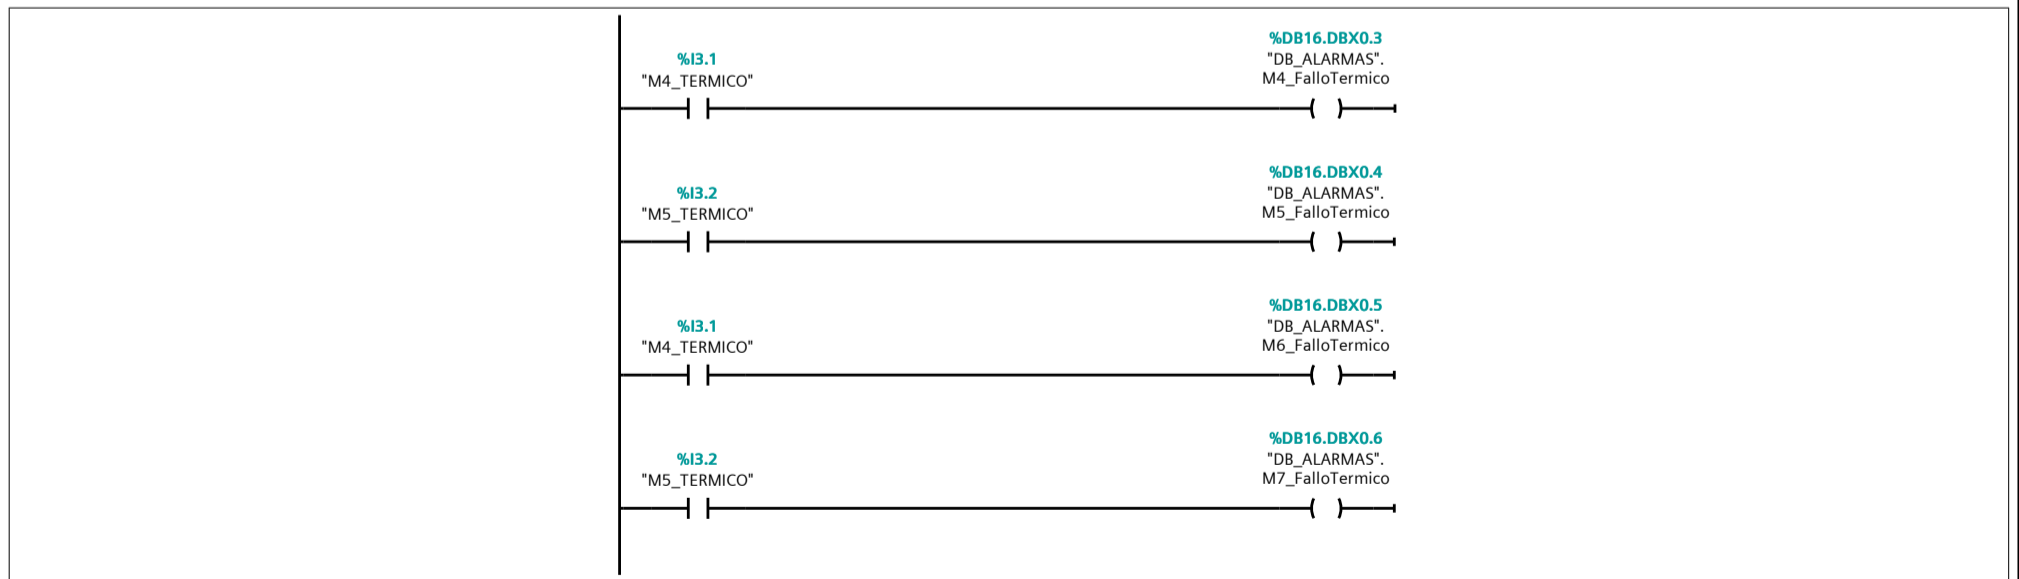 %DB16.DBX0.3
%I3.1
"DB_ALARMAS".
"M4_TERMICO"
M4_FalloTermico
%DB16.DBX0.4
%I3.2
"DB_ALARMAS".
"M5_TERMICO"
M5_FalloTermico
%DB16.DBX0.5
%I3.1
"DB_ALARMAS".
"M4_TERMICO"
M6_FalloTermico
%DB16.DBX0.6
%I3.2
"DB_ALARMAS".
"M5_TERMICO"
M7_FalloTermico